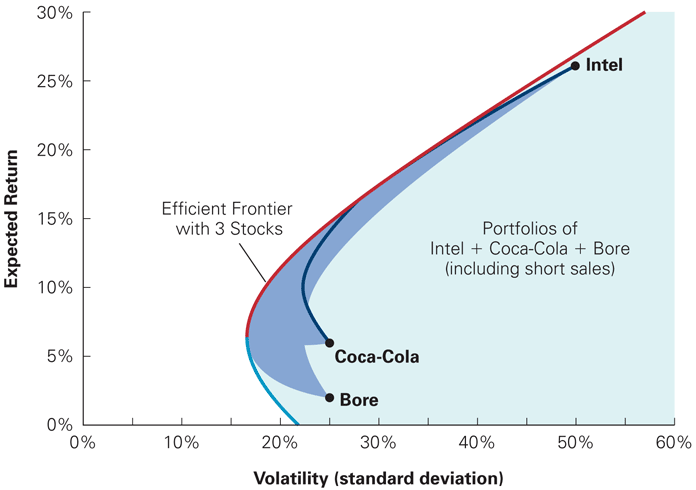 Expected Return
30%
25%
20%
15%
10%
5%
0%
Intel
Efficient Frontier
with 3 Stocks
Portfolios of
Intel + Coca-Cola + Bore
(including short sales)
Coca-Cola
Bore
0%
10%
20%
30%
40%
50%
60%
Volatility (standard deviation)